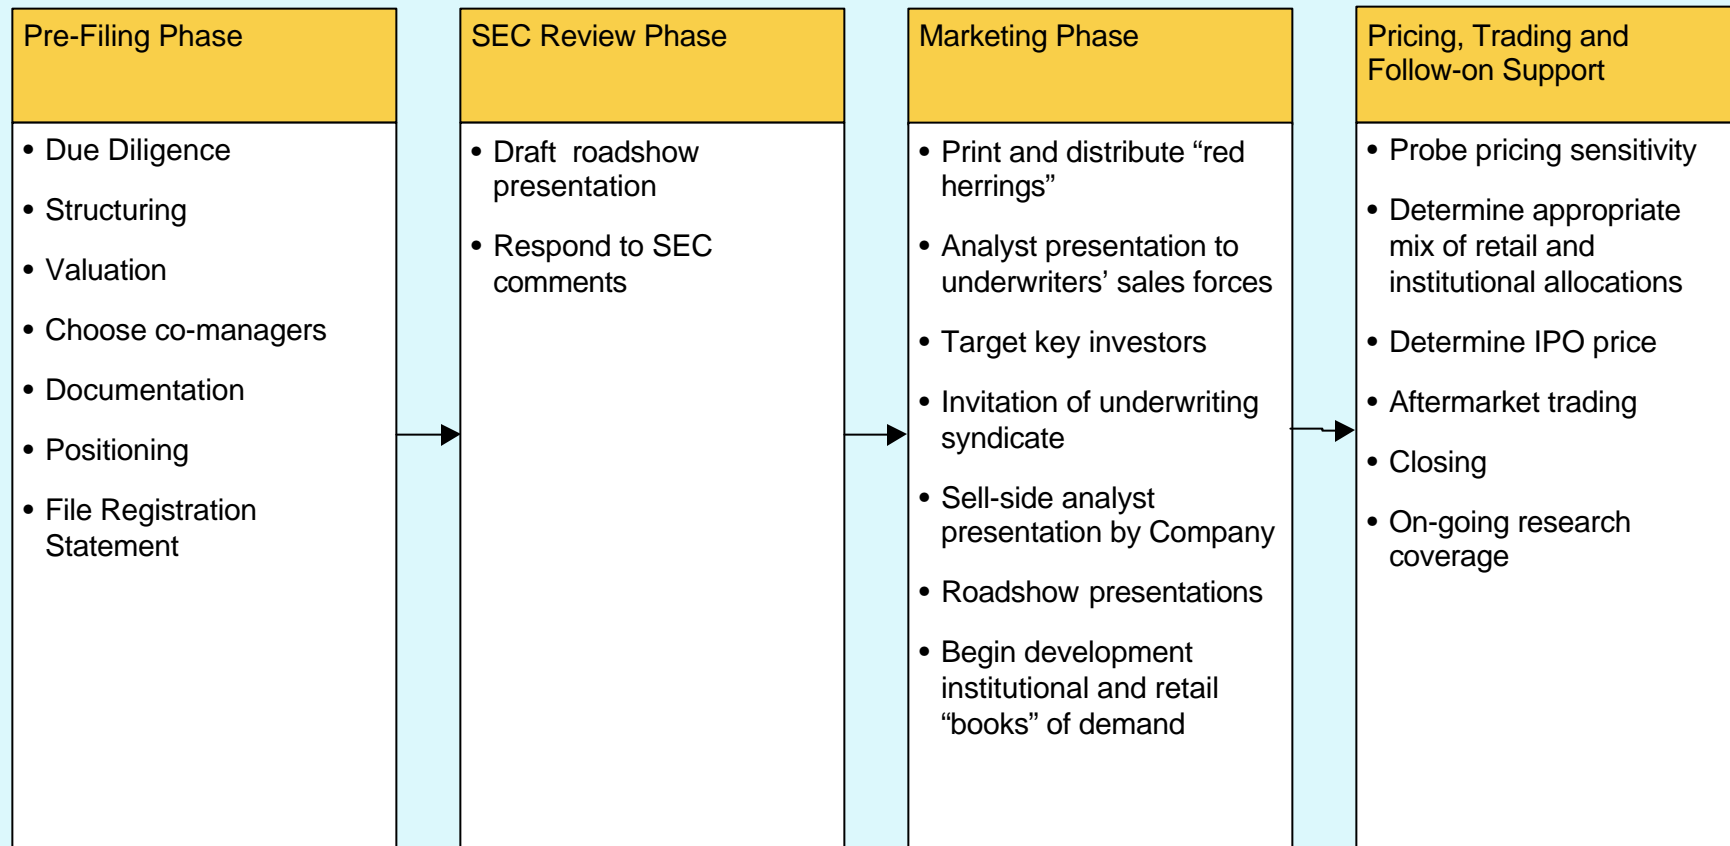 Pre-Filing Phase
• Due Diligence
• Structuring
• Valuation
• Choose co-managers
• Documentation
• Positioning
• File Registration
Statement
SEC Review Phase
• Draft roadshow
presentation
• Respond to SEC
comments
Marketing Phase
• Print and distribute “red
herrings”
• Analyst presentation to
underwriters’ sales forces
• Target key investors
• Invitation of underwriting
syndicate
• Sell-side analyst
presentation by Company
• Roadshow presentations
• Begin development
institutional and retail
“books” of demand
Pricing, Trading and
Follow-on Support
• Probe pricing sensitivity
• Determine appropriate
mix of retail and
institutional allocations
• Determine IPO price
• Aftermarket trading
• Closing
• On-going research
coverage